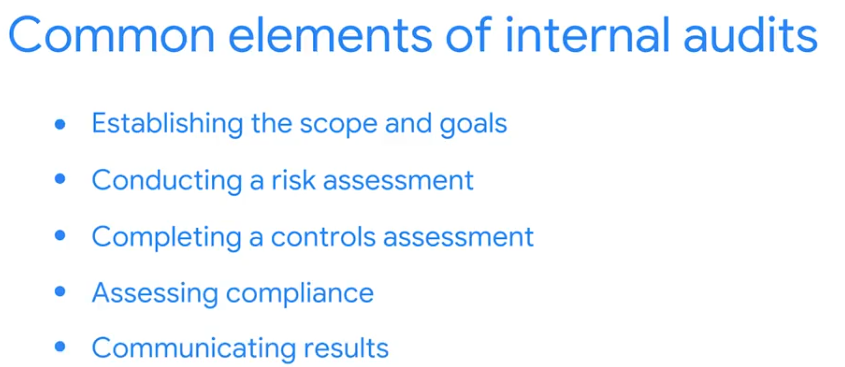 Common elements of internal audits
• Establishing the scope and goals
• Conducting a risk assessment
• Completing a controls assessment
• Assessing compliance
• Communicating results